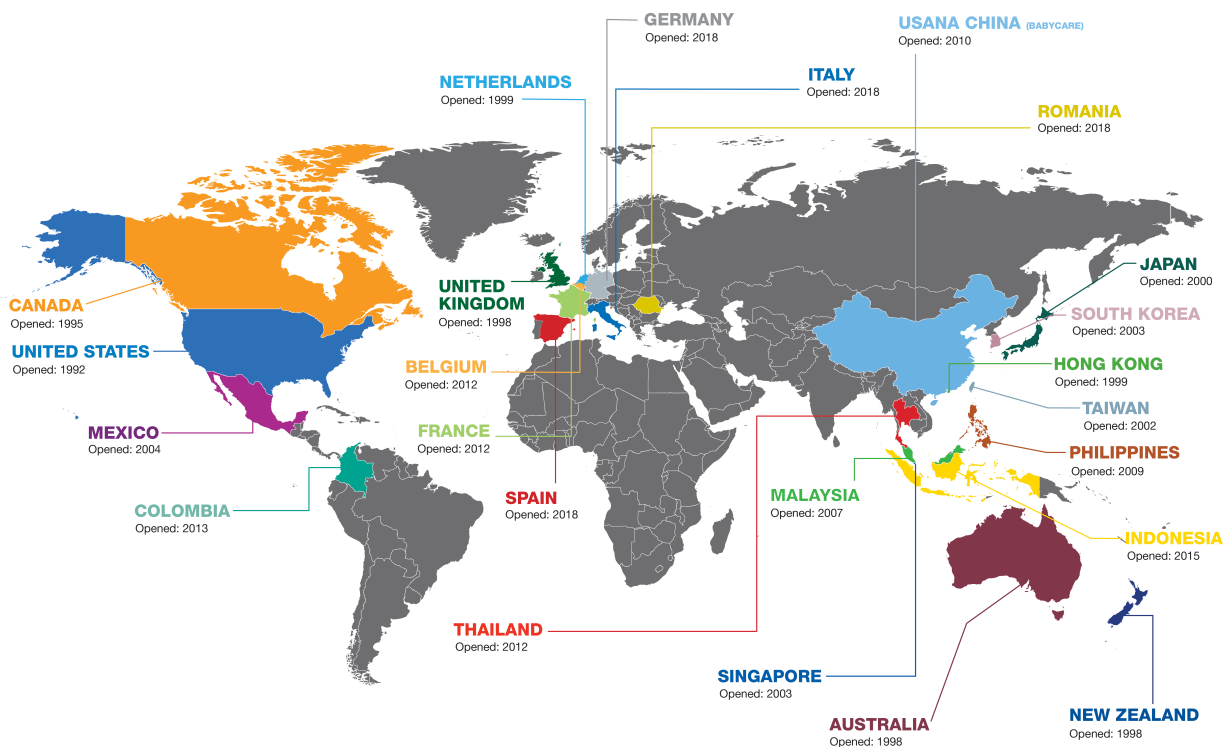 GERMANY
Opened: 2018
USANA CHINA (BABYCARE)
Opened: 2010
NETHERLANDS
Opened: 1999
ITALY
Opened: 2018
ROMANIA
Opened: 2018
CANADA
Opened: 1995
UNITED STATES
Opened: 1992
MEXICO
Opened: 2004
COLOMBIA
Opened: 2013
UNITED
KINGDOM
Opened: 1998
BELGIUM
Opened: 2012
FRANCE
Opened: 2012
SPAIN
Opened: 2018
JAPAN
Opened: 2000
SOUTH KOREA
Opened: 2003
HONG KONG
Opened: 1999
TAIWAN
Opened: 2002
PHILIPPINES
Opened: 2009
MALAYSIA
Opened: 2007
INDONESIA
Opened: 2015
THAILAND
Opened: 2012
SINGAPORE
Opened: 2003
AUSTRALIA
Opened: 1998
NEW ZEALAND
Opened: 1998